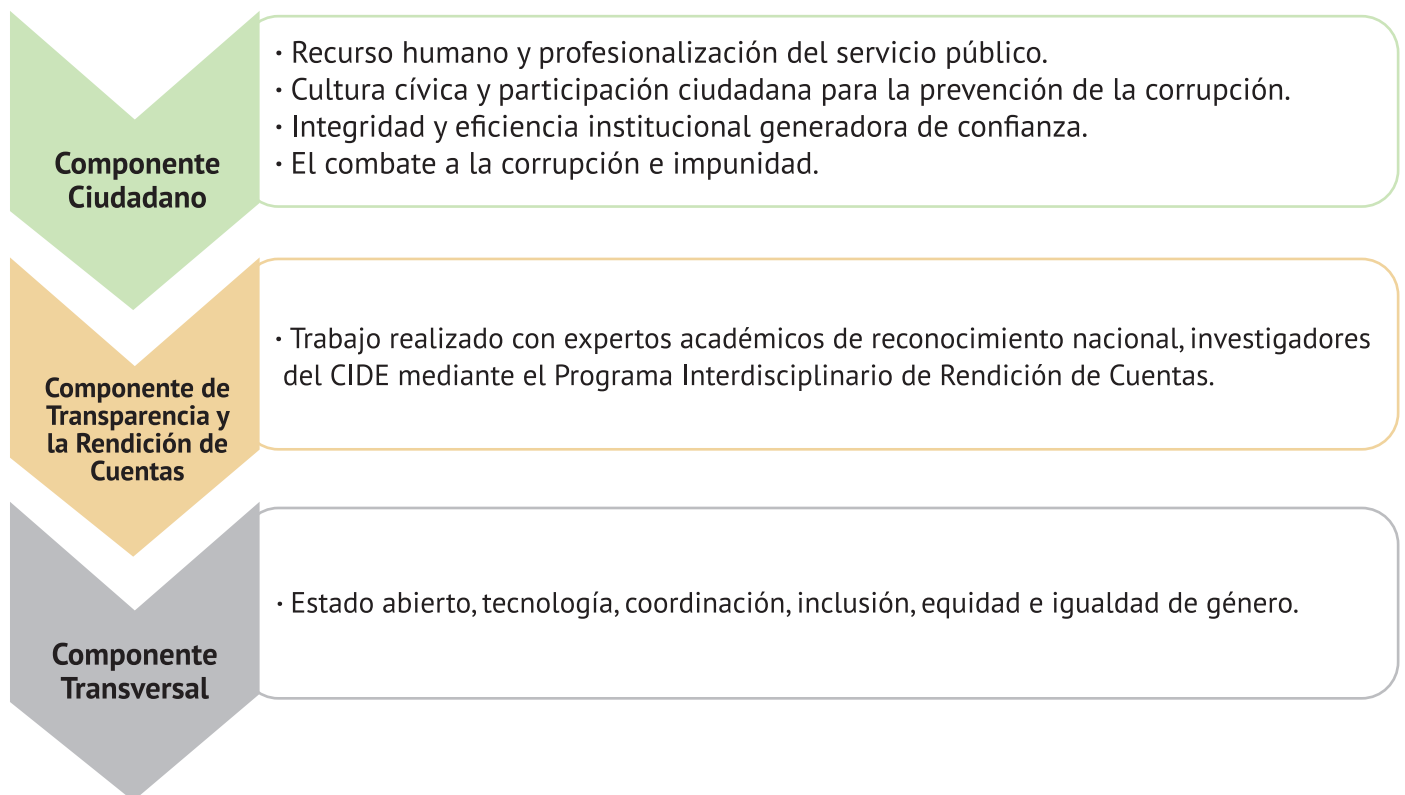 Componente
Ciudadano
· Recurso humano y profesionalización del servicio público.
· Cultura cívica y participación ciudadana para la prevención de la corrupción.
· Integridad y eficiencia institucional generadora de confianza.
· El combate a la corrupción e impunidad.
Componente de
Transparencia y
la Rendición de
Cuentas
· Trabajo realizado con expertos académicos de reconocimiento nacional, investigadores
del CIDE mediante el Programa Interdisciplinario de Rendición de Cuentas.
Componente
Transversal
· Estado abierto, tecnología, coordinación, inclusión, equidad e igualdad de género.